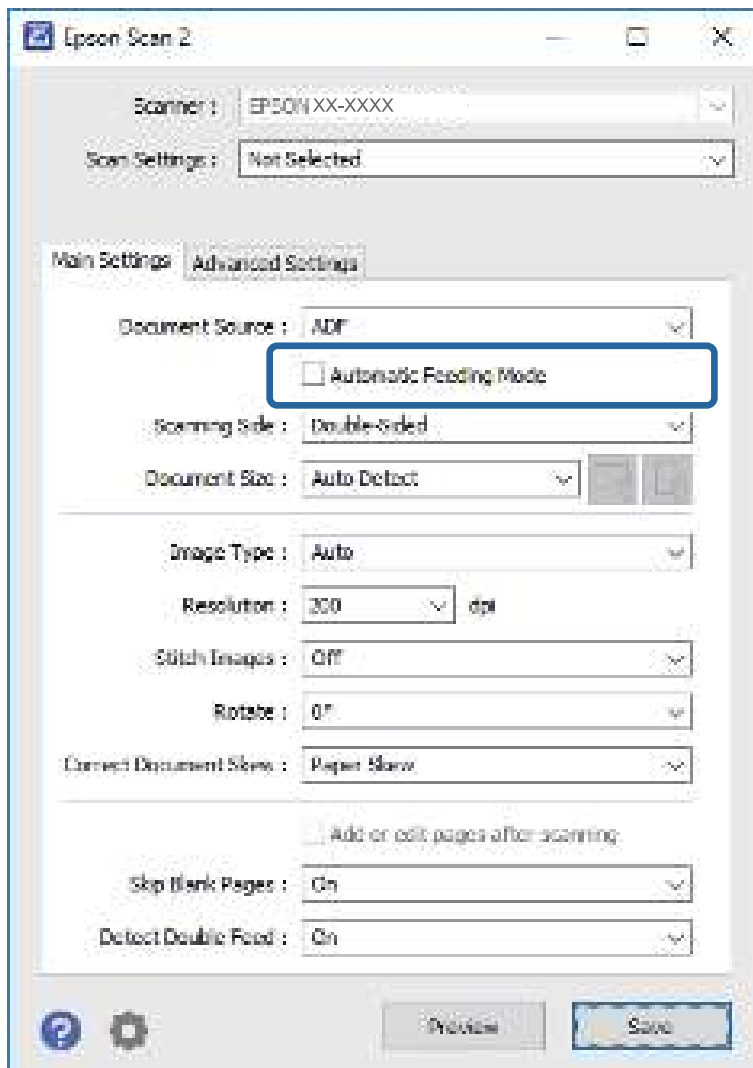 Epson Scan 2
Scanner : EPSON XX-XXXX
Scan Settings : Not Selected
Main Settings Advanced Settings
Document Source : ADF
Automatic Feeding Mode
Scanning Side : Double-Sided
Document Size : Auto Detect
Image Type : Auto
Resolution : 200 dpi
Stitch Images : Off
Rotate : 0°
Correct Document Skew : Paper Skew
Add or edit pages after scanning
Skip Blank Pages : On
Detect Double Feed : On
? Preview Save